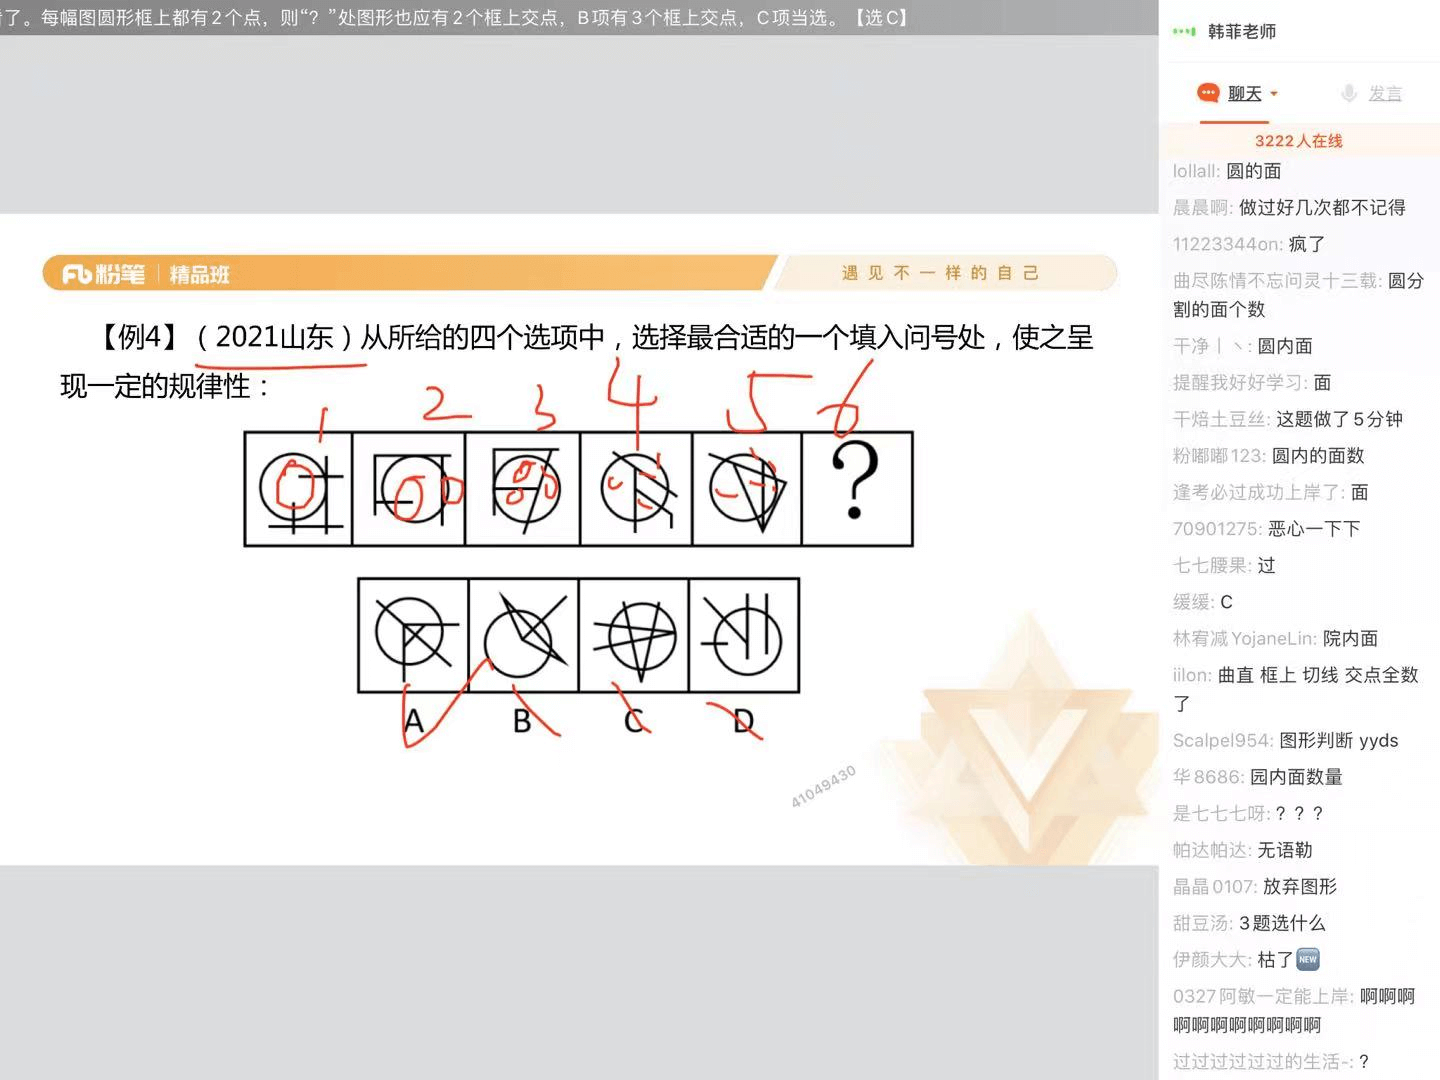 了。每幅图圆形框上都有2个点，则“？”处图形也应有2个框上交点，B项有3个框上交点，C项当选。【选C】
韩菲老师
聊天
发言
3222人在线
粉笔 精品班
遇见不一样的自己
【例4】（2021山东）从所给的四个选项中，选择最合适的一个填入问号处，使之呈
现一定的规律性：
1 2 3 4 5 6
?
A B C D
41049430
lollall: 圆的面
晨晨啊: 做过好几次都不记得
11223344on: 疯了
曲尽陈情不忘问灵十三载: 圆分
割的面个数
干净丨丶: 圆内面
提醒我好好学习: 面
干焙土豆丝: 这题做了5分钟
粉嘟嘟123: 圆内的面数
逢考必过成功上岸了: 面
70901275: 恶心一下下
七七腰果: 过
缓缓: C
林宥减YojaneLin: 院内面
iilon: 曲直 框上 切线 交点全数
了
Scalpel954: 图形判断 yyds
华8686: 园内面数量
是七七七呀: ？？？
帕达帕达: 无语勒
晶晶0107: 放弃图形
甜豆汤: 3题选什么
伊颜大大: 枯了NEW
0327阿敏一定能上岸: 啊啊啊
啊啊啊啊啊啊啊啊
过过过过过过的生活-: ?